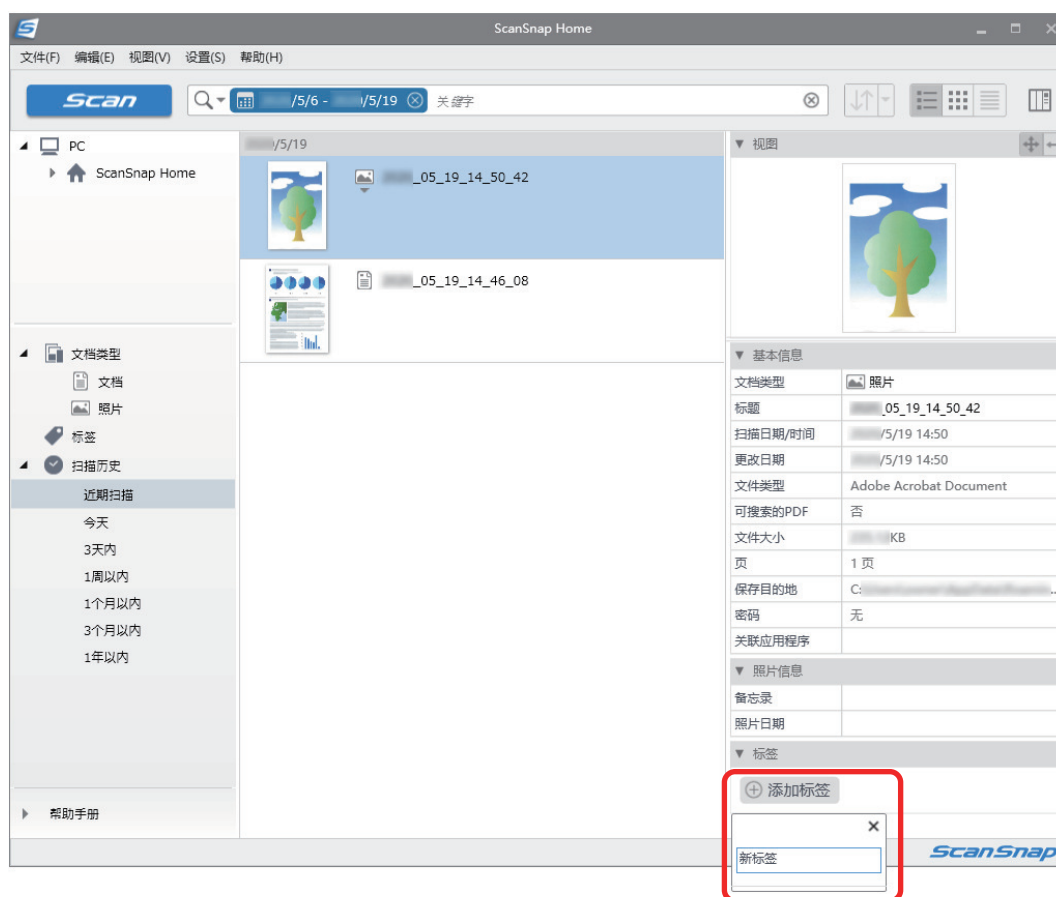 ScanSnap Home
文件(F) 编辑(E) 视图(V) 设置(S) 帮助(H)
Scan
/5/6 - /5/19 关键字
PC
ScanSnap Home
文档类型
文档
照片
标签
扫描历史
近期扫描
今天
3天内
1周以内
1个月以内
3个月以内
1年以内
帮助手册
/5/19
_05_19_14_50_42
_05_19_14_46_08
视图
基本信息
文档类型 照片
标题 _05_19_14_50_42
扫描日期/时间 /5/19 14:50
更改日期 /5/19 14:50
文件类型 Adobe Acrobat Document
可搜索的PDF 否
文件大小 KB
页 1 页
保存目的地 C:
密码 无
关联应用程序
照片信息
备忘录
照片日期
标签
添加标签
新标签
ScanSnap